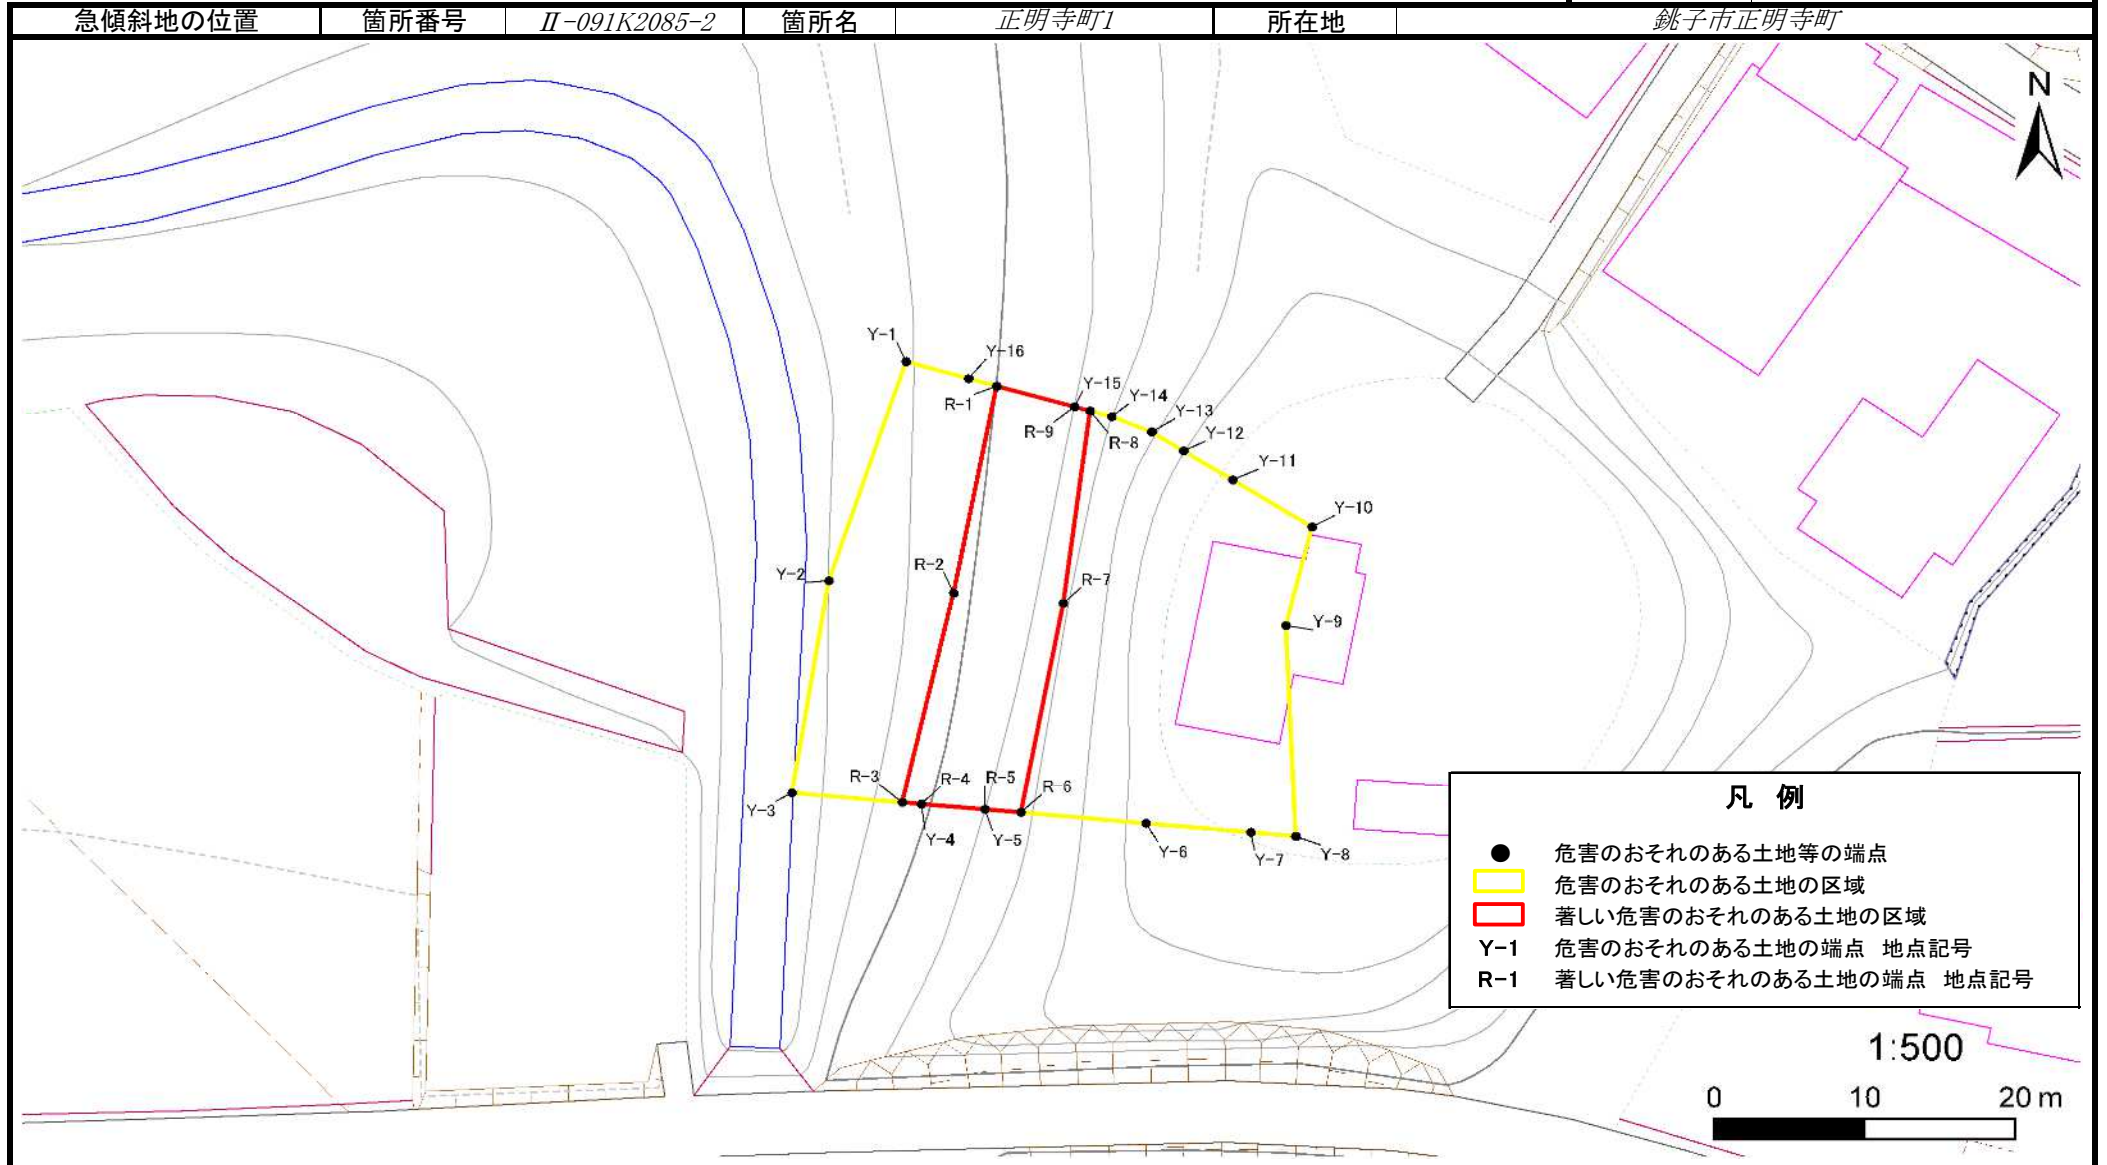 急傾斜地の位置 箇所番号 Ⅱ-091K2085-2 箇所名 正明寺町1 所在地 銚子市正明寺町
N
Y-1
Y-16
R-1
Y-15
Y-14
R-9
R-8
Y-13
Y-12
Y-11
Y-10
Y-2
R-2
R-7
Y-9
R-3
R-4
R-5
R-6
Y-3
Y-4
Y-5
Y-6
Y-7
Y-8
凡 例
● 危害のおそれのある土地等の端点
危害のおそれのある土地の区域
著しい危害のおそれのある土地の区域
Y-1 危害のおそれのある土地の端点 地点記号
R-1 著しい危害のおそれのある土地の端点 地点記号
1:500
0 10 20 m